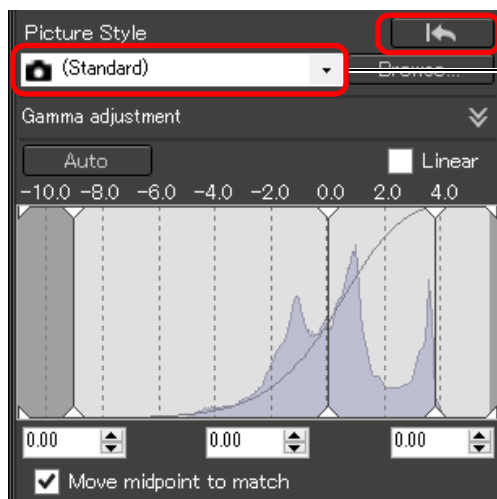 Picture Style
(Standard)
Browse...
Gamma adjustment
Auto
Linear
-10.0 -8.0 -6.0 -4.0 -2.0 0.0 2.0 4.0
0.00 0.00 0.00
Move midpoint to match